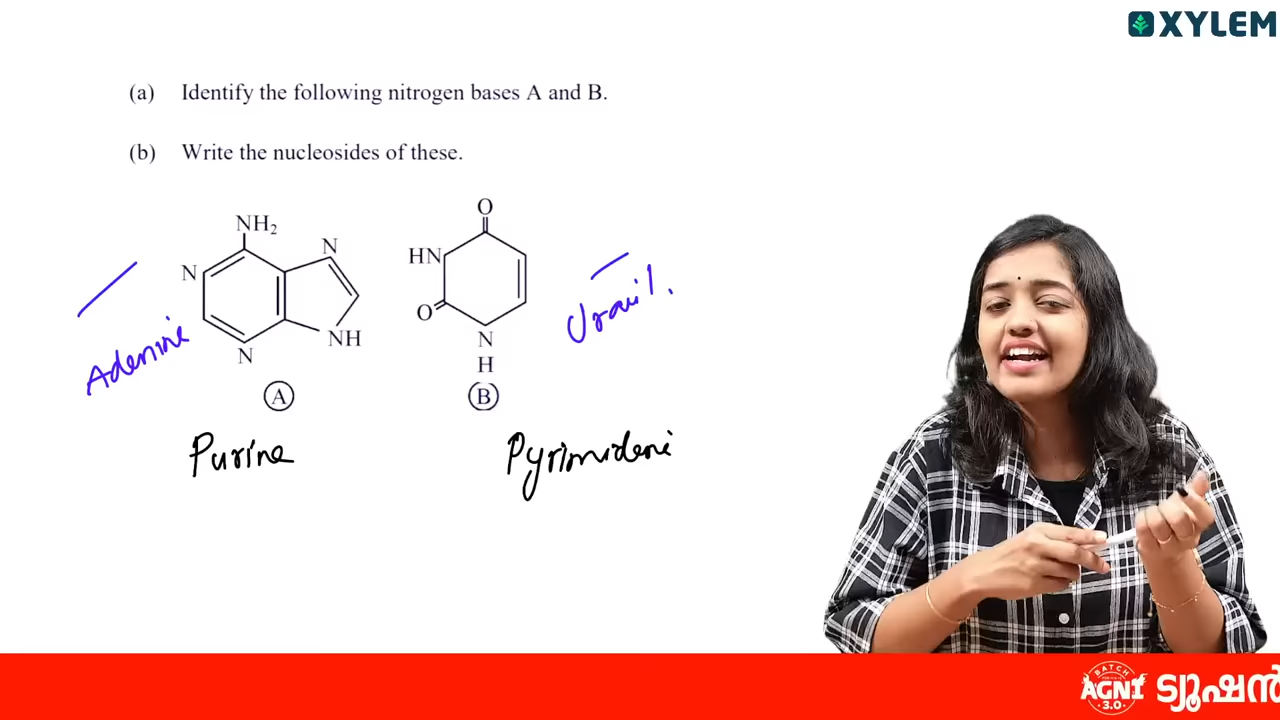 XYLEM
(a) Identify the following nitrogen bases A and B.
(b) Write the nucleosides of these.
NH2
N
N
N
NH
A
O
HN
O
N
H
B
Adenine
Uracil.
Purine
Pyrimideni
BATCH
AGNI
3.0
ട്യൂഷൻ